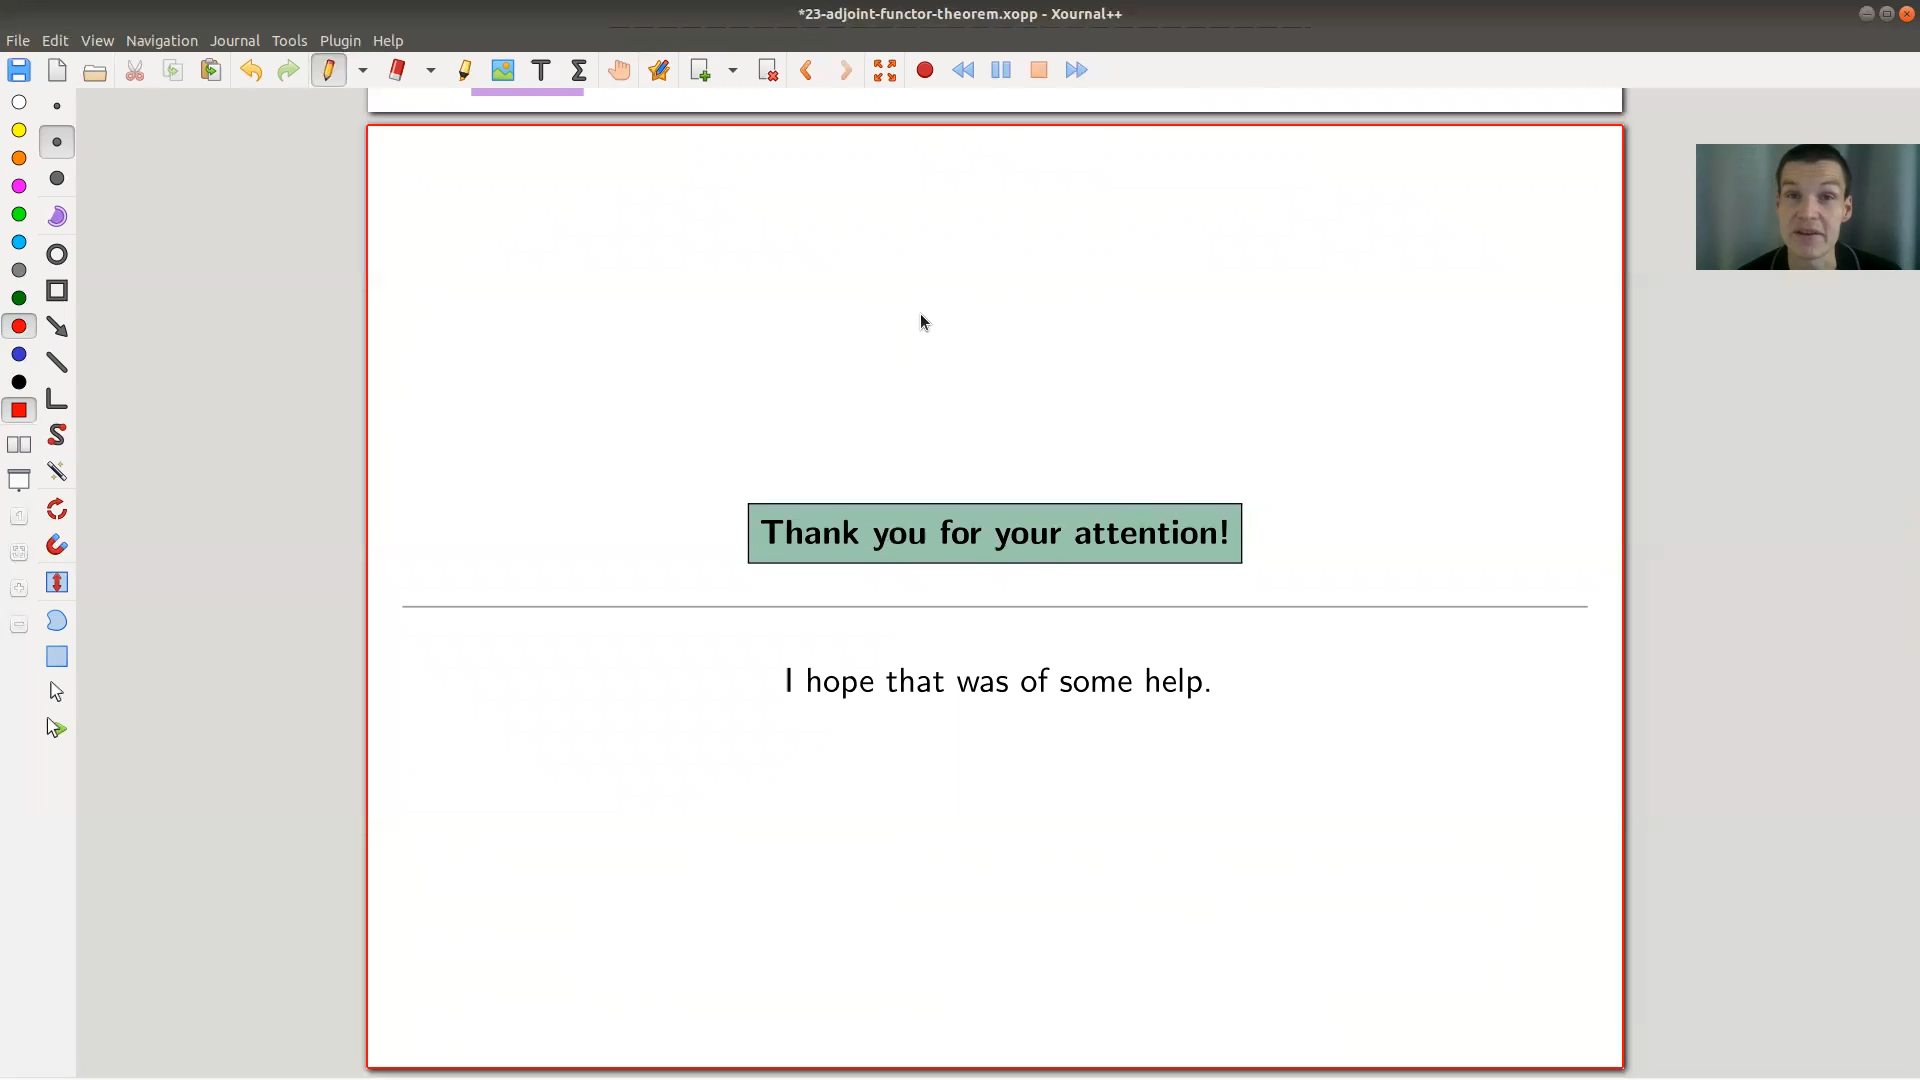 *23-adjoint-functor-theorem.xopp - Xournal++
File Edit View Navigation Journal Tools Plugin Help
Thank you for your attention!
I hope that was of some help.